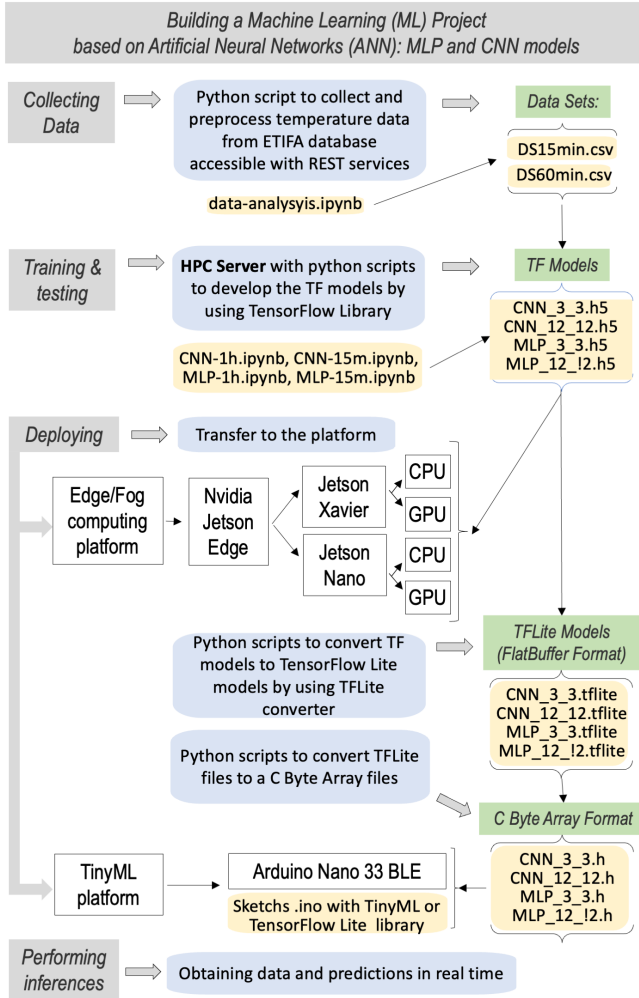 Building a Machine Learning (ML) Project
based on Artificial Neural Networks (ANN): MLP and CNN models
Collecting
Data
Python script to collect and
preprocess temperature data
from ETIFA database
accessible with REST services
data-analysyis.ipynb
Data Sets:
DS15min.csv
DS60min.csv
Training &
testing
HPC Server with python scripts
to develop the TF models by
using TensorFlow Library
CNN-1h.ipynb, CNN-15m.ipynb,
MLP-1h.ipynb, MLP-15m.ipynb
TF Models
CNN_3_3.h5
CNN_12_12.h5
MLP_3_3.h5
MLP_12_!2.h5
Deploying
Transfer to the platform
Edge/Fog
computing
platform
Nvidia
Jetson
Edge
Jetson
Xavier
CPU
GPU
Jetson
Nano
CPU
GPU
Python scripts to convert TF
models to TensorFlow Lite
models by using TFLite
converter
TFLite Models
(FlatBuffer Format)
CNN_3_3.tflite
CNN_12_12.tflite
MLP_3_3.tflite
MLP_12_!2.tflite
Python scripts to convert TFLite
files to a C Byte Array files
C Byte Array Format
CNN_3_3.h
CNN_12_12.h
MLP_3_3.h
MLP_12_!2.h
TinyML
platform
Arduino Nano 33 BLE
Sketchs .ino with TinyML or
TensorFlow Lite library
Performing
inferences
Obtaining data and predictions in real time